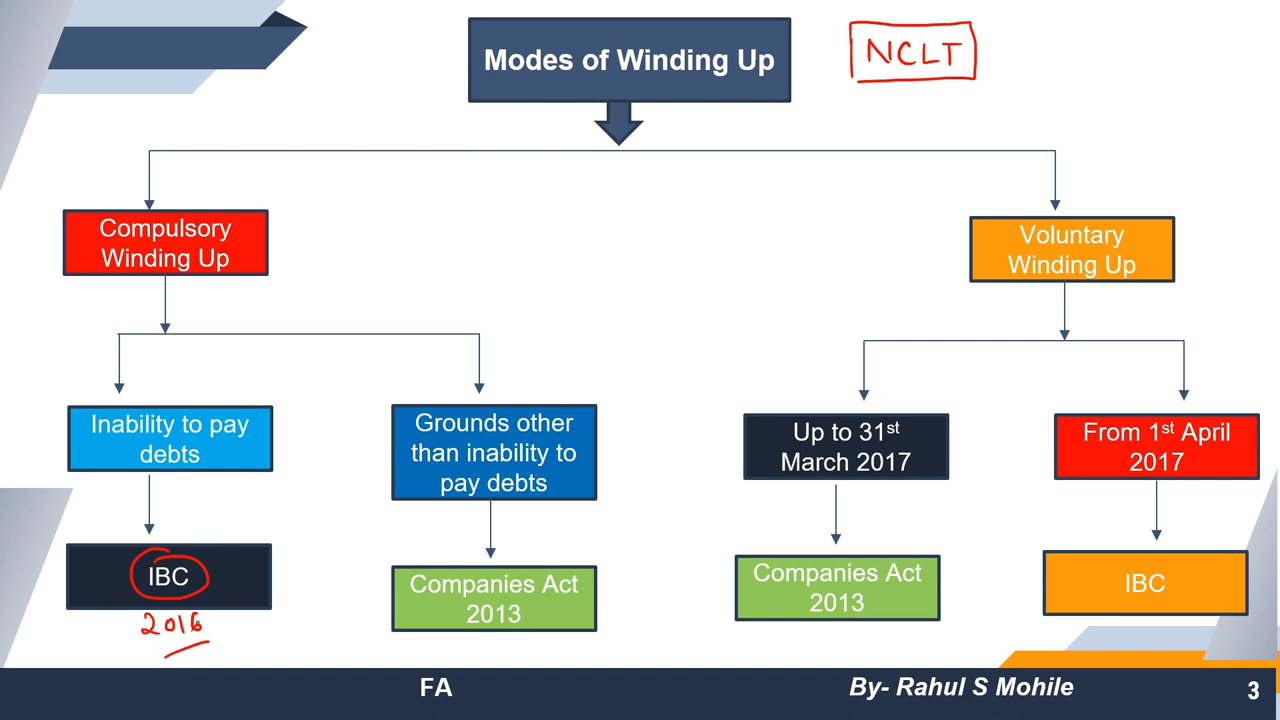 Modes of Winding Up
NCLT
Compulsory
Winding Up
Voluntary
Winding Up
Inability to pay
debts
Grounds other
than inability to
pay debts
Up to 31st
March 2017
From 1st April
2017
IBC
2016
Companies Act
2013
Companies Act
2013
IBC
FA
By- Rahul S Mohile
3